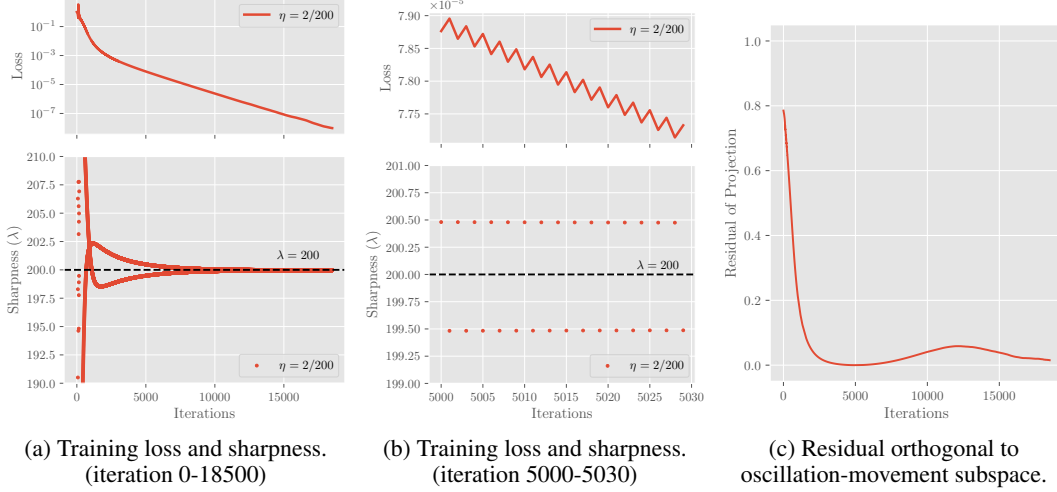 η = 2/200
Loss
10⁻¹
10⁻³
10⁻⁵
10⁻⁷
210.0
207.5
205.0
202.5
200.0
197.5
195.0
192.5
190.0
Sharpness (λ)
λ = 200
η = 2/200
0
5000
10000
15000
Iterations
(a) Training loss and sharpness.
(iteration 0-18500)
×10⁻⁵
7.90
7.85
7.80
7.75
Loss
η = 2/200
201.00
200.75
200.50
200.25
200.00
199.75
199.50
199.25
199.00
Sharpness (λ)
λ = 200
η = 2/200
5000
5005
5010
5015
5020
5025
5030
Iterations
(b) Training loss and sharpness.
(iteration 5000-5030)
1.0
0.8
0.6
0.4
0.2
0.0
Residual of Projection
0
5000
10000
15000
Iterations
(c) Residual orthogonal to
oscillation-movement subspace.